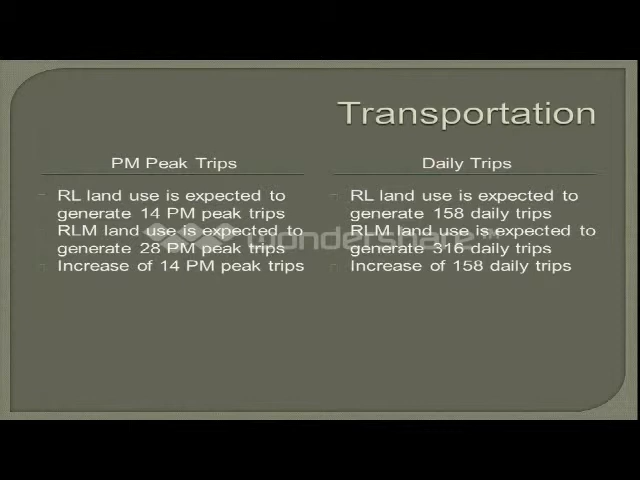 Transportation
PM Peak Trips
RL land use is expected to
generate 14 PM peak trips
RLM land use is expected to
generate 28 PM peak trips
Increase of 14 PM peak trips
Daily Trips
RL land use is expected to
generate 158 daily trips
RLM land use is expected to
generate 316 daily trips
Increase of 158 daily trips
wondershare